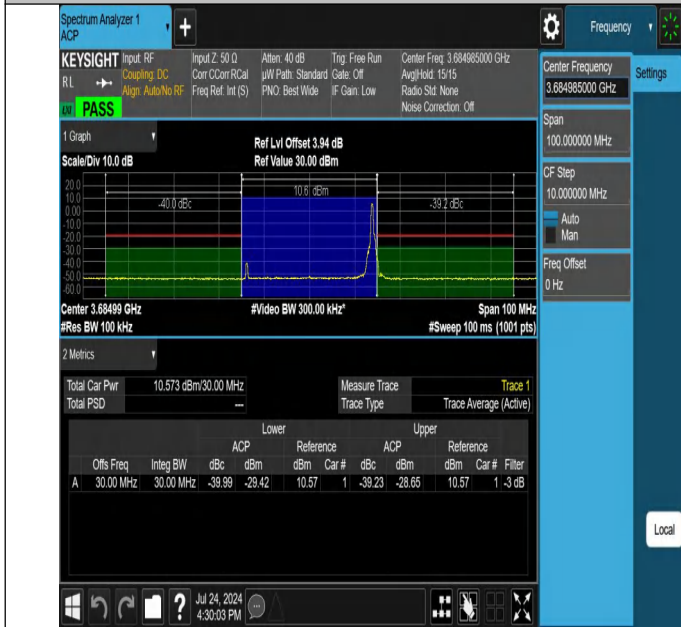 Spectrum Analyzer 1
ACP
+
Frequency
KEYSIGHT
RL
PASS
Input: RF
Coupling: DC
Align: Auto/No RF
Input Z: 50 Ω
Corr CCorr RCal
Freq Ref: Int (S)
Atten: 40 dB
µW Path: Standard
PNO: Best Wide
Trig: Free Run
Gate: Off
IF Gain: Low
Center Freq: 3.684985000 GHz
Avg|Hold: 15/15
Radio Std: None
Noise Correction: Off
Center Frequency
3.684985000 GHz
Settings
Span
100.000000 MHz
CF Step
10.000000 MHz
Auto
Man
Freq Offset
0 Hz
1 Graph
Scale/Div 10.0 dB
Ref Lvl Offset 3.94 dB
Ref Value 30.00 dBm
20.0
10.0
0.00
-10.0
-20.0
-30.0
-40.0
-50.0
-60.0
-40.0 dBc
10.6 dBm
-39.2 dBc
Center 3.68499 GHz
#Video BW 300.00 kHz*
Span 100 MHz
#Res BW 100 kHz
#Sweep 100 ms (1001 pts)
2 Metrics
Total Car Pwr 10.573 dBm/30.00 MHz
Total PSD ---
Measure Trace Trace 1
Trace Type Trace Average (Active)
Lower Upper
ACP Reference ACP Reference
Offs Freq Integ BW dBc dBm dBm Car # dBc dBm dBm Car # Filter
A 30.00 MHz 30.00 MHz -39.99 -29.42 10.57 1 -39.23 -28.65 10.57 1 -3 dB
Local
?
Jul 24, 2024
4:30:03 PM